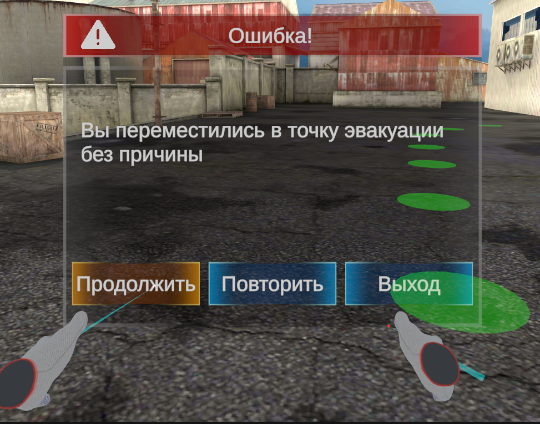 Ошибка!
Вы переместились в точку эвакуации
без причины
Продолжить
Повторить
Выход